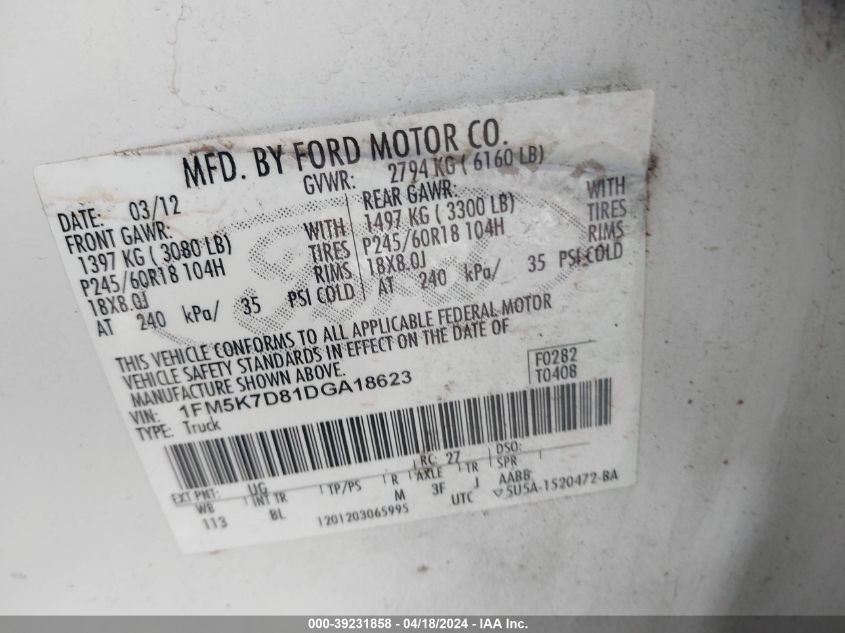 MFD. BY FORD MOTOR CO.
DATE: 03/12
GVWR: 2794 KG ( 6160 LB)
FRONT GAWR:
1397 KG ( 3080 LB)
P245/60R18 104H
18X8.0J
AT 240 kPa/ 35 PSI COLD
WITH
TIRES
RIMS
REAR GAWR:
1497 KG ( 3300 LB)
P245/60R18 104H
18X8.0J
AT 240 kPa/ 35 PSI COLD
WITH
TIRES
RIMS
THIS VEHICLE CONFORMS TO ALL APPLICABLE FEDERAL MOTOR
VEHICLE SAFETY STANDARDS IN EFFECT ON THE DATE OF
MANUFACTURE SHOWN ABOVE.
F0282
T0408
VIN: 1FM5K7D81DGA18623
TYPE: Truck
EXT PNT: UG RC: 27 DSO:
WB INT TR TP/PS R AXLE TR SPR
113 BL M 3F J AABB
1201203065995 UTC 5U5A-1520472-BA
000-39231858 - 04/18/2024 - IAA Inc.